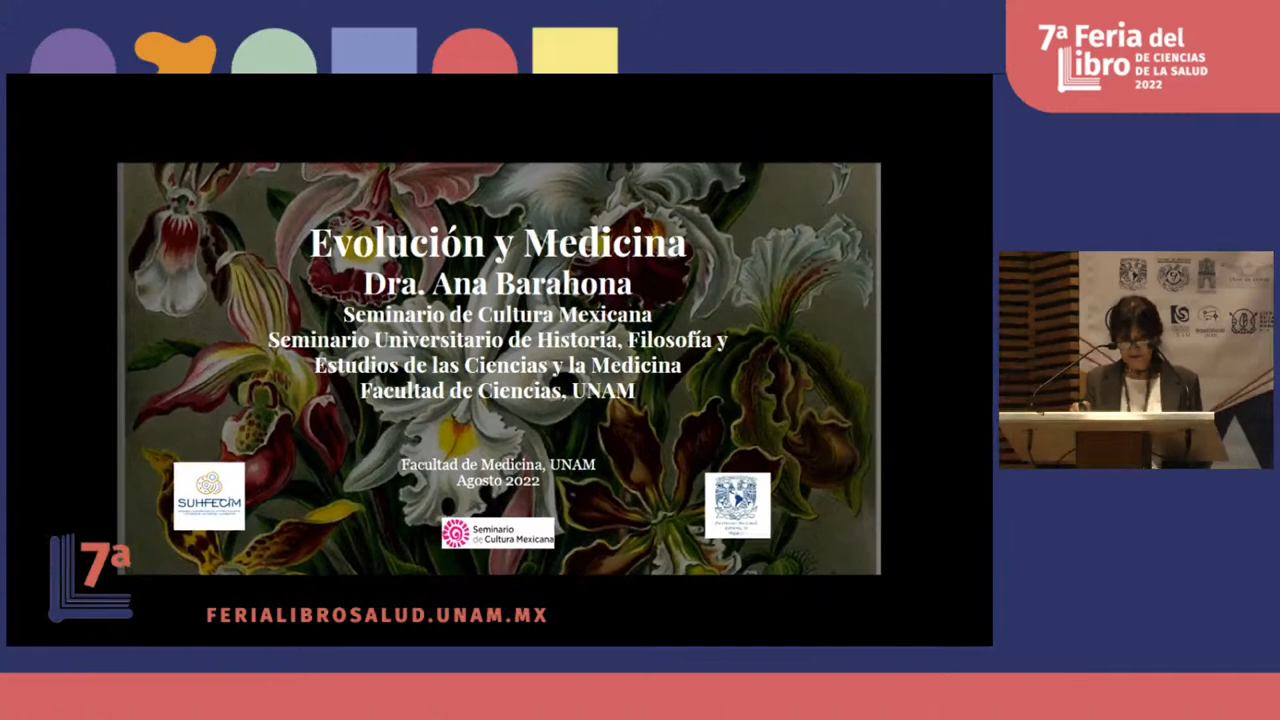 7ª Feria del
Libro DE CIENCIAS
DE LA SALUD
2022
Evolución y Medicina
Dra. Ana Barahona
Seminario de Cultura Mexicana
Seminario Universitario de Historia, Filosofía y
Estudios de las Ciencias y la Medicina
Facultad de Ciencias, UNAM
Facultad de Medicina, UNAM
Agosto 2022
SUHFECIM
Seminario
de Cultura Mexicana
7ª
FERIALIBROSALUD.UNAM.MX